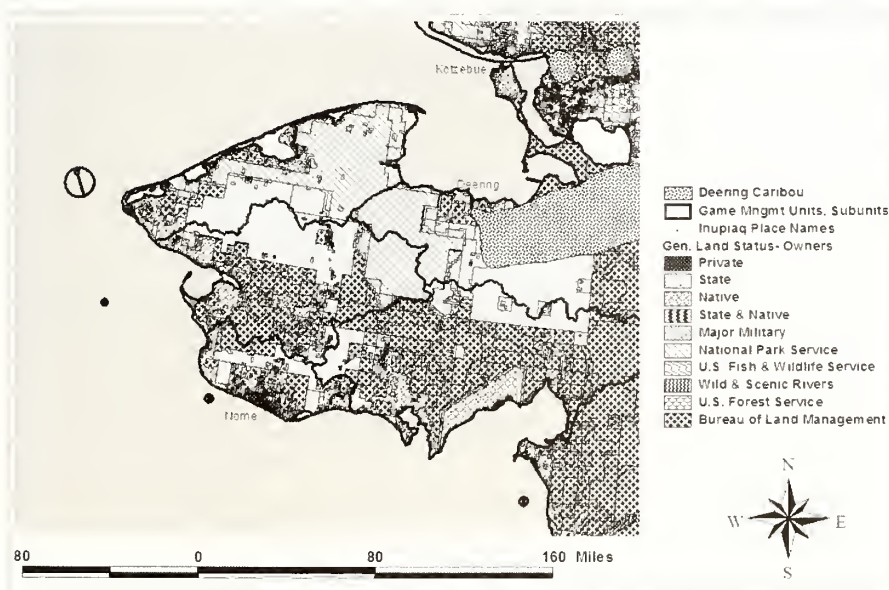 Kotzebue
Deering
Nome
Deering Caribou
Game Mngmt Units, Subunits
Inupiaq Place Names
Gen. Land Status- Owners
Private
State
Native
State & Native
Major Military
National Park Service
U.S. Fish & Wildlife Service
Wild & Scenic Rivers
U.S. Forest Service
Bureau of Land Management
N
W E
S
80 0 80 160 Miles